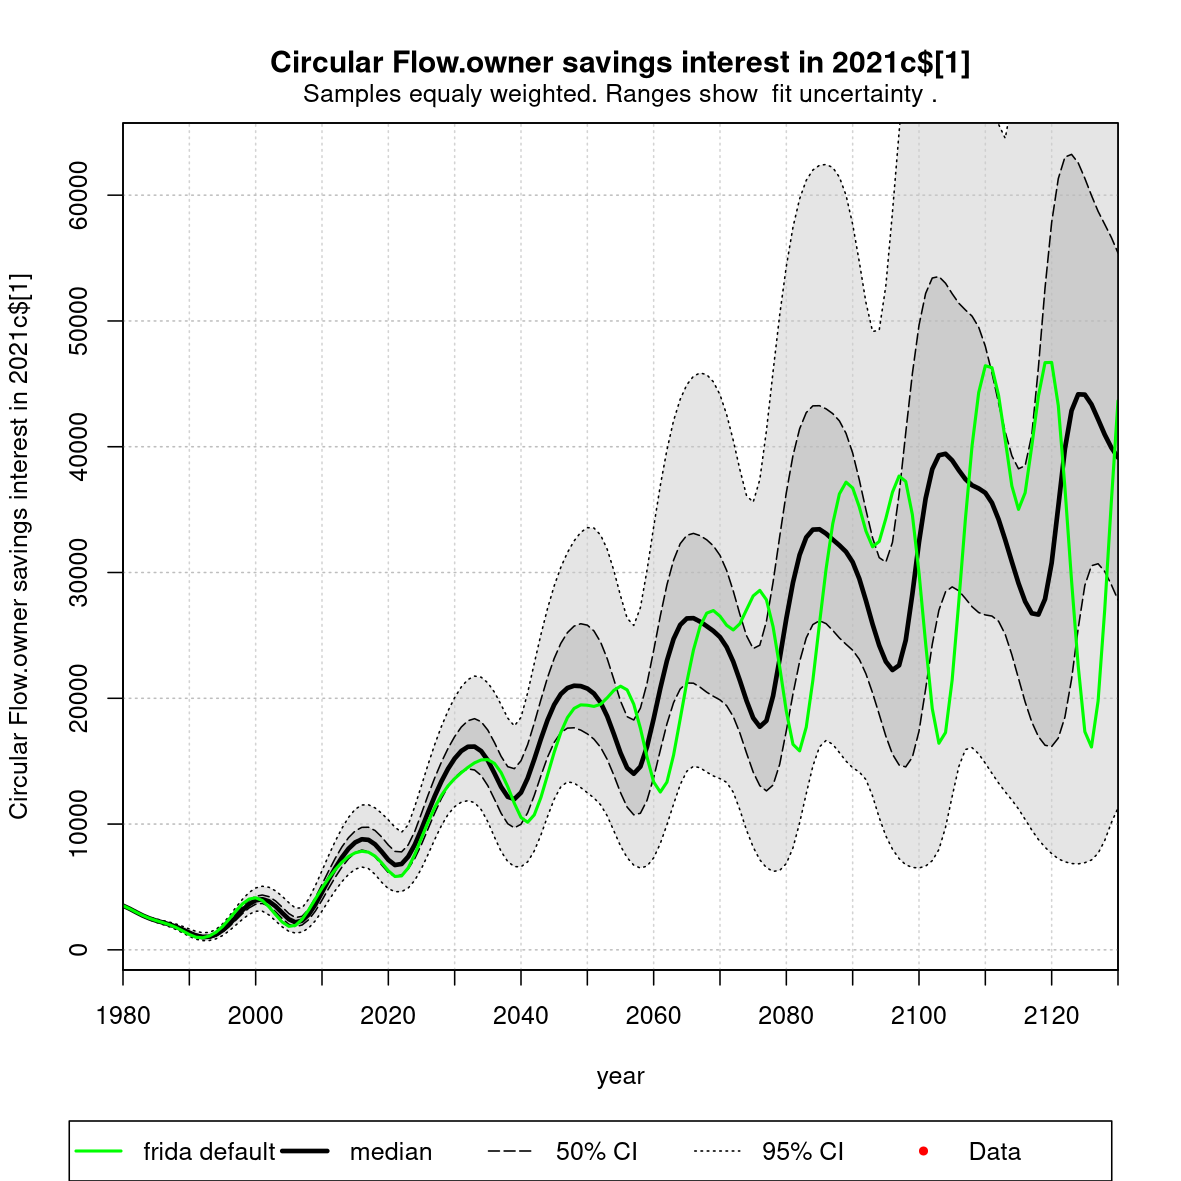 Circular Flow.owner savings interest in 2021c$[1]
Samples equaly weighted. Ranges show  fit uncertainty .
Circular Flow.owner savings interest in 2021c$[1]
60000
50000
40000
30000
20000
10000
0
1980 2000 2020 2040 2060 2080 2100 2120
year
frida default median 50% CI 95% CI Data